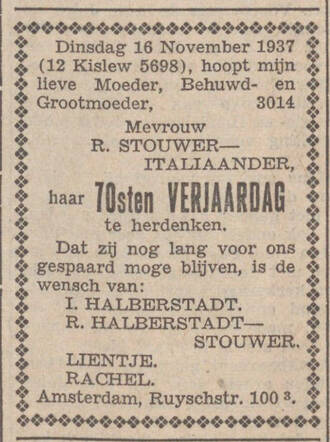 Dinsdag 16 November 1937
(12 Kislew 5698), hoopt mijn
lieve Moeder, Behuwd- en
Grootmoeder, 3014
Mevrouw
R. STOUWER—
ITALIAANDER,
haar 70sten VERJAARDAG
te herdenken.
Dat zij nog lang voor ons
gespaard moge blijven, is de
wensch van:
I. HALBERSTADT.
R. HALBERSTADT—
STOUWER.
LIENTJE.
RACHEL.
Amsterdam, Ruyschstr. 100 ³.